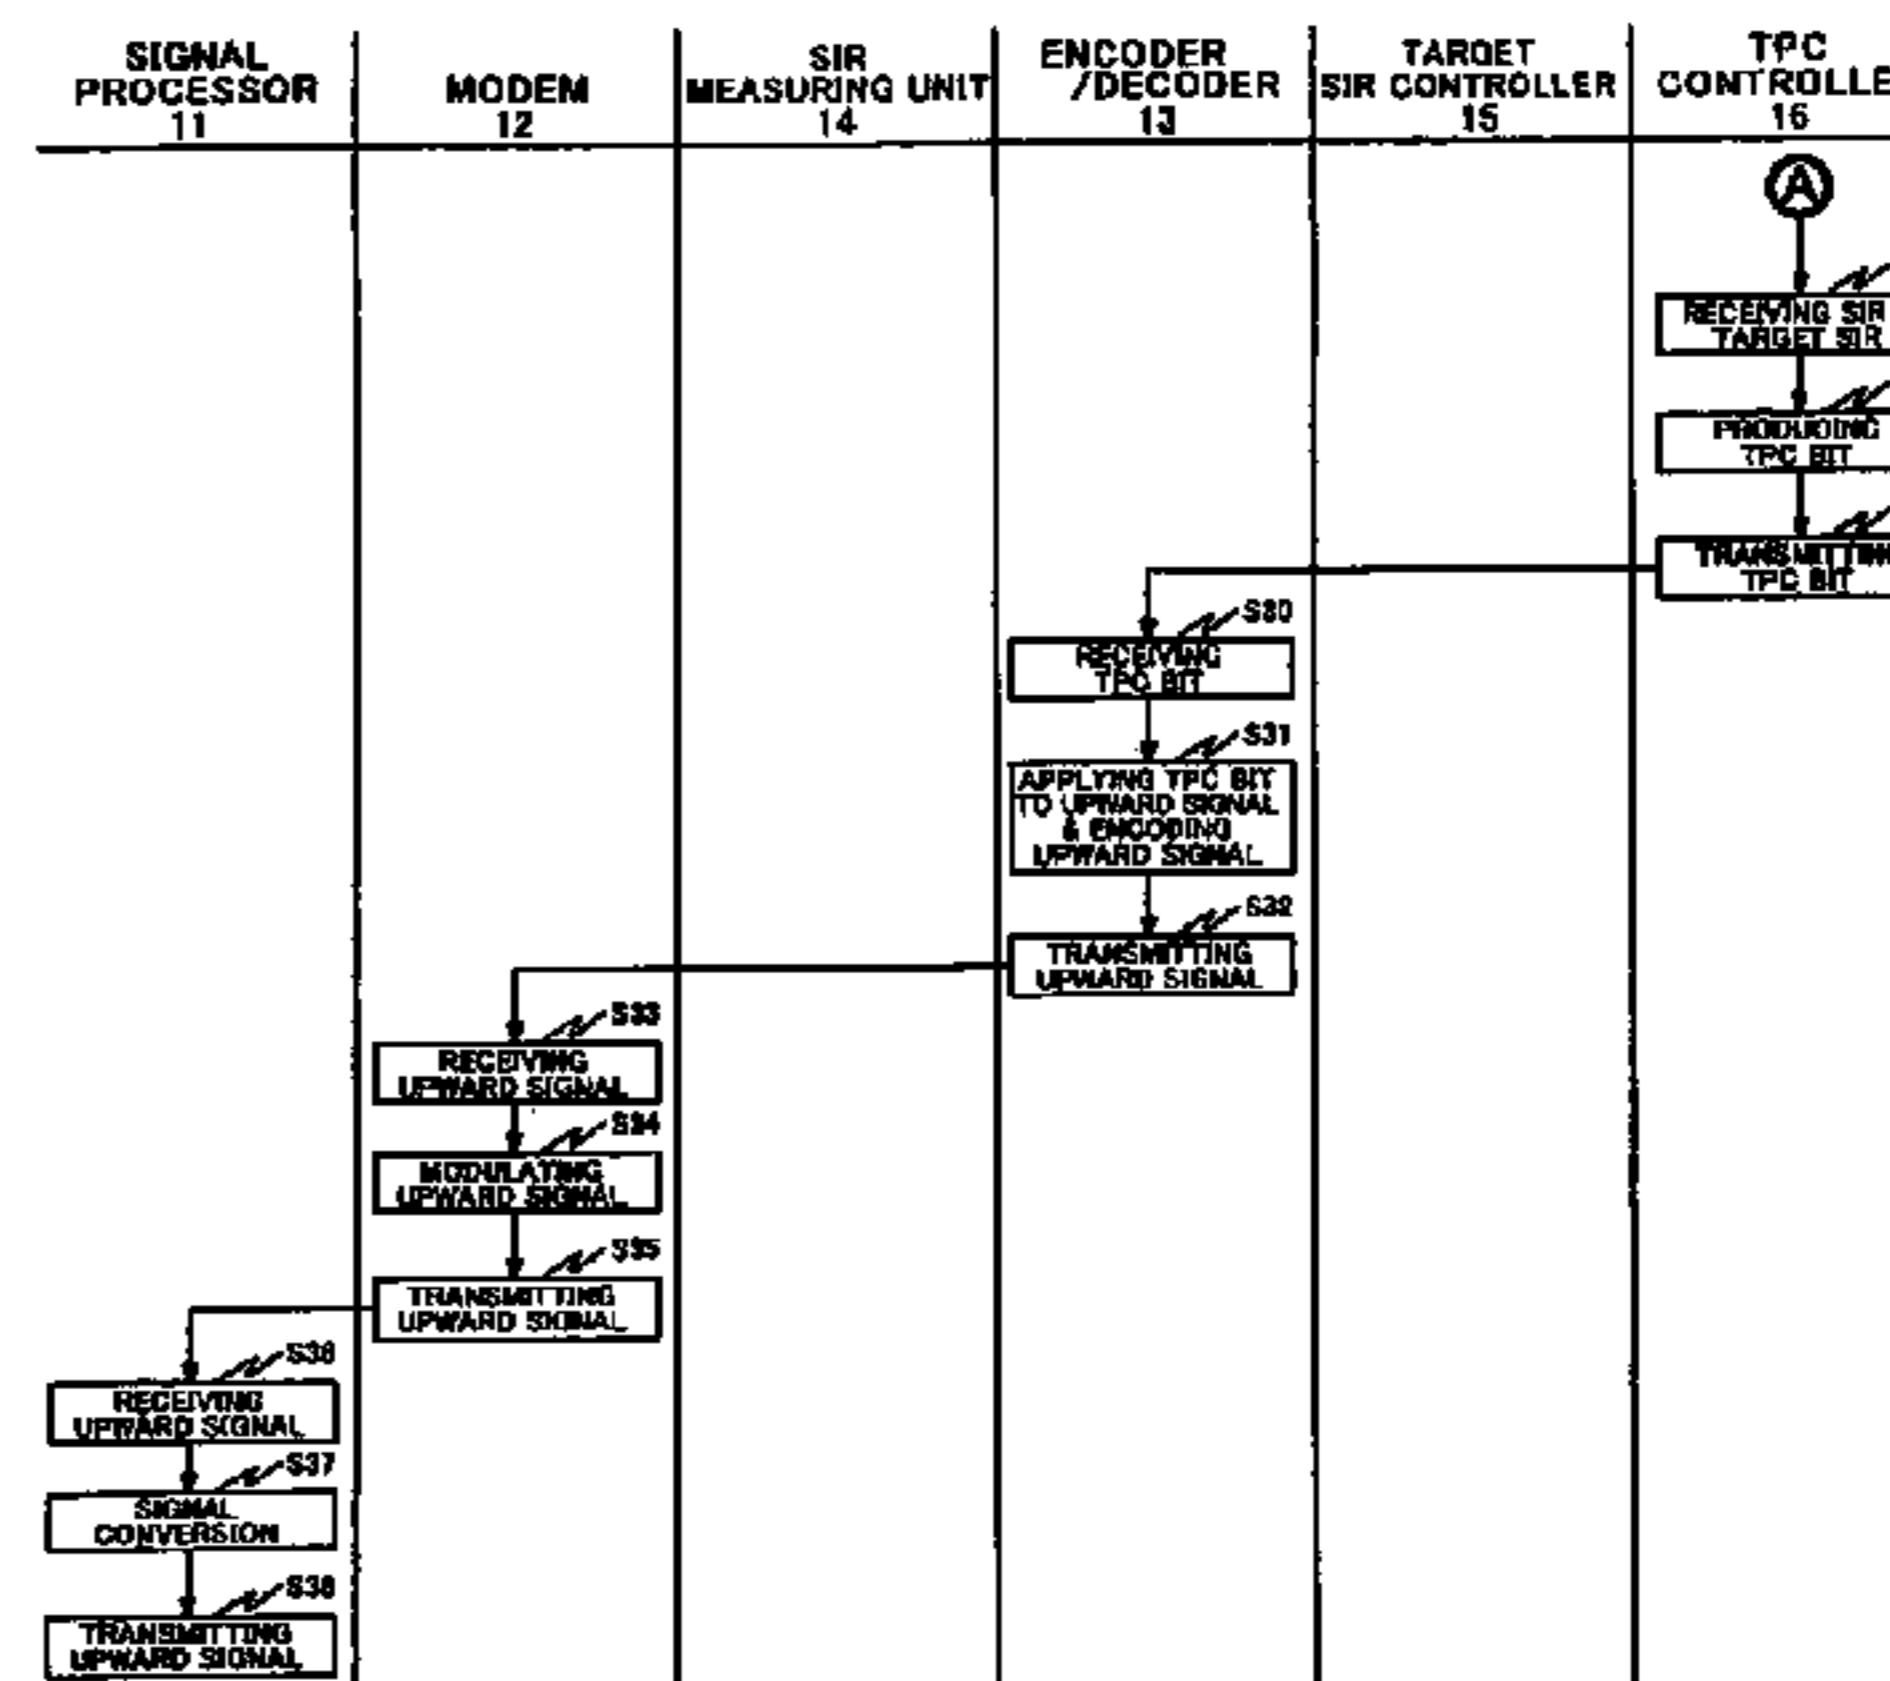 SIGNAL
PROCESSOR
11
MODEM
12
SIR
MEASURING UNIT
14
ENCODER
/DECODER
13
TARGET
SIR CONTROLLER
15
TPC
CONTROLLE
16
A
RECEIVING SIR
TARGET SIR
PRODUCING
TPC BIT
TRANSMITTING
TPC BIT
S30
RECEIVING
TPC BIT
S31
APPLYING TPC BIT
TO UPWARD SIGNAL
& ENCODING
UPWARD SIGNAL
S32
TRANSMITTING
UPWARD SIGNAL
S33
RECEIVING
UPWARD SIGNAL
S34
MODULATING
UPWARD SIGNAL
S35
TRANSMITTING
UPWARD SIGNAL
S36
RECEIVING
UPWARD SIGNAL
S37
SIGNAL
CONVERSION
S38
TRANSMITTING
UPWARD SIGNAL